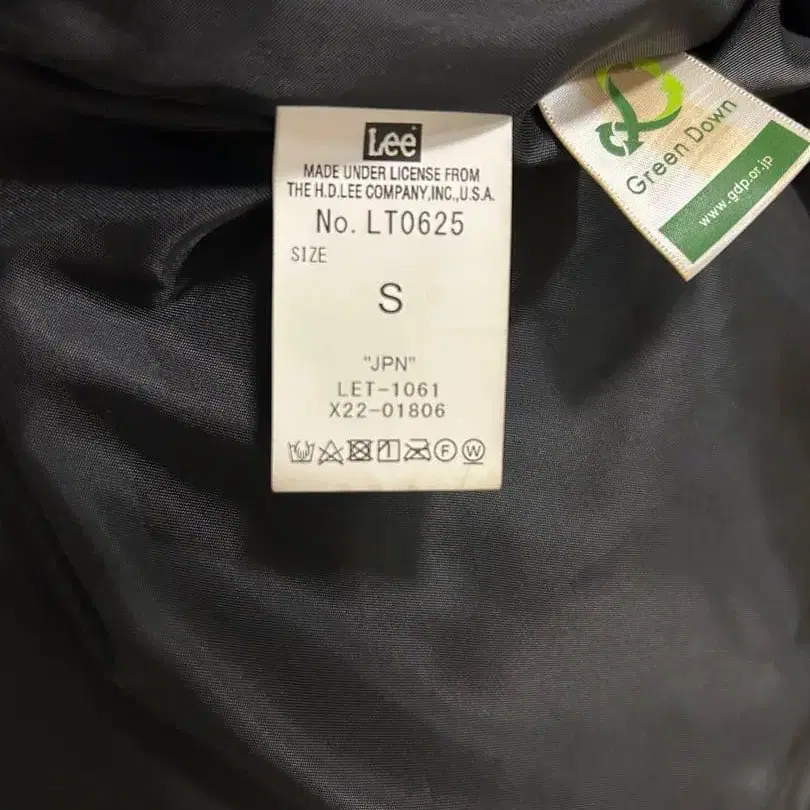 Lee
MADE UNDER LICENSE FROM
THE H.D.LEE COMPANY,INC.,U.S.A.
No. LT0625
SIZE
S
"JPN"
LET-1061
X22-01806
F W
Green Down
www.gdp.or.jp